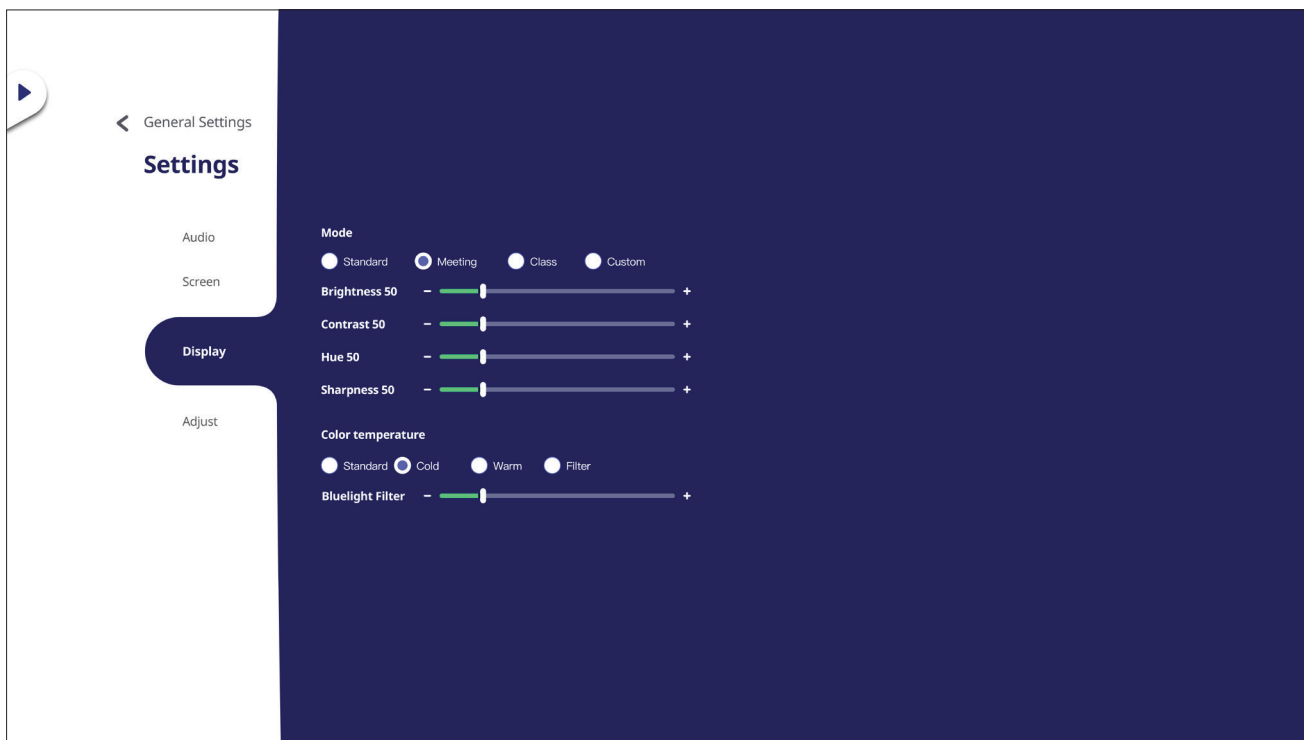 General Settings
Settings
Audio
Screen
Display
Adjust
Mode
Standard Meeting Class Custom
Brightness 50 - +
Contrast 50 - +
Hue 50 - +
Sharpness 50 - +
Color temperature
Standard Cold Warm Filter
Bluelight Filter - +